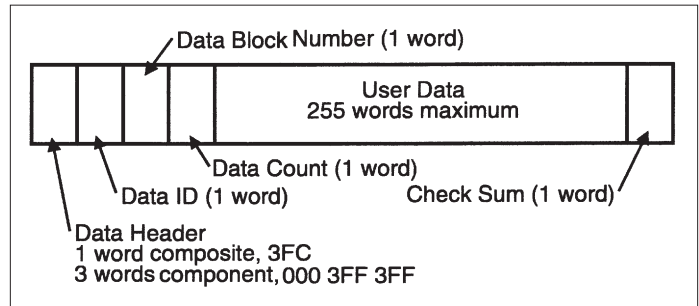 Data Block Number (1 word)
User Data
255 words maximum
Data Count (1 word)
Data ID (1 word)
Check Sum (1 word)
Data Header
1 word composite, 3FC
3 words component, 000 3FF 3FF